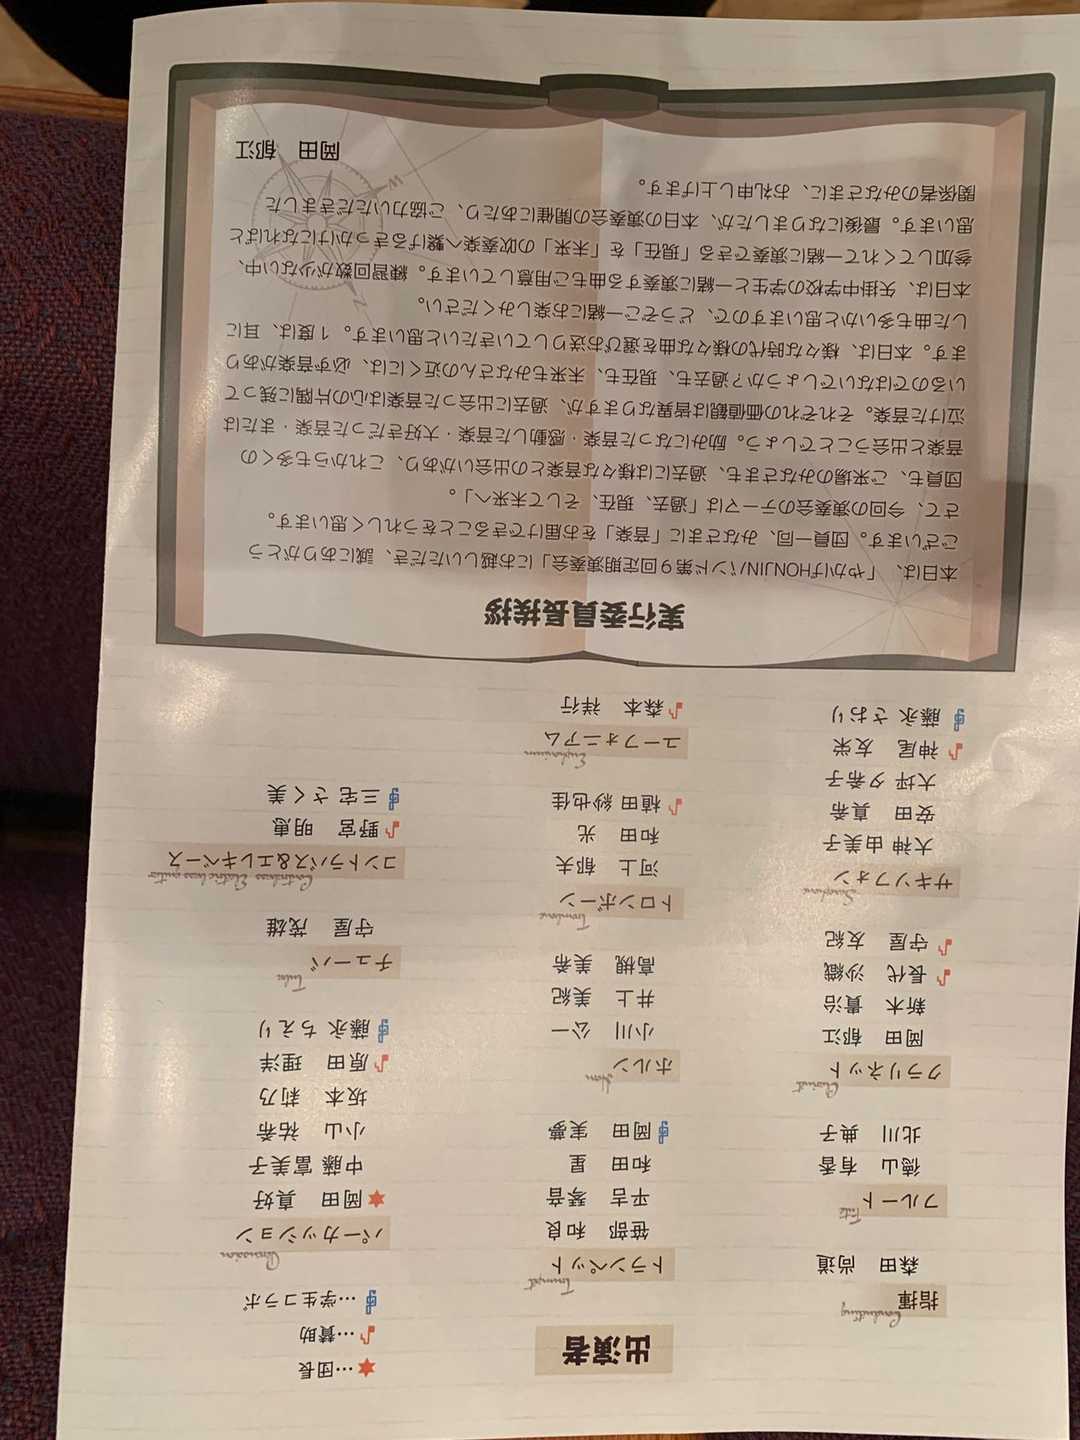 出演者
Conducting
指揮
森田 尚道
Flute
フルート
徳山 有香
北川 典子
Clarinet
クラリネット
岡田 郁江
新木 貴治
♪長代 沙織
♪守屋 友紀
Saxophone
サキソフォン
大神 由美子
安田 真希
大坪 夕希子
♪神尾 友栄
藤永 さおり
Trumpet
トランペット
笹部 和良
平吉 琴音
和田 星
岡田 実夢
Horn
ホルン
小川 公一
井上 美紀
高槻 美希
Trombone
トロンボーン
河上 郁夫
和田 光
♪植田 紗也佳
Euphonium
ユーフォニアム
♪森本 祥行
★…団長
♪…賛助
…学生コラボ
Percussion
パーカッション
★岡田 真好
中藤 富美子
小山 祐希
坂本 莉乃
♪原田 理洋
藤永 ちえり
Tuba
チューバ
守屋 茂雄
Contrabass Electric bass guitar
コントラバス&エレキベース
♪野宮 明恵
三宅 さく美
実行委員長挨拶
本日は、「やかげHONJINバンド第9回定期演奏会」にお越しいただき、誠にありがとう
ございます。団員一同、みなさまに「音楽」をお届けできることをうれしく思います。
さて、今回の演奏会のテーマは「過去、現在、そして未来へ」。
団員も、ご来場のみなさまも、過去には様々な音楽との出会いがあり、これからも多くの
音楽と出会うことでしょう。励みになった音楽・感動した音楽・大好きだった音楽・または
泣けた音楽。それぞれの価値観は皆異なりますが、過去に出会った音楽は心の片隅に残って
いるのではないでしょうか?過去も、現在も、未来もみなさんの近くには、必ず音楽があり
ます。本日は、様々な時代の様々な曲を選びお送りしていきたいと思います。1度は、耳に
した曲も多いかと思いますので、どうぞご一緒にお楽しみください。
本日は、矢掛中学校の学生と一緒に演奏する曲もご用意しています。練習回数が少ない中、
参加してくれて一緒に演奏できる「現在」を「未来」の吹奏楽へ繋げるきっかけになればと
思います。最後になりましたが、本日の演奏会の開催にあたり、ご協力いただきました
関係者のみなさまに、お礼申し上げます。
岡田 郁江
W
N